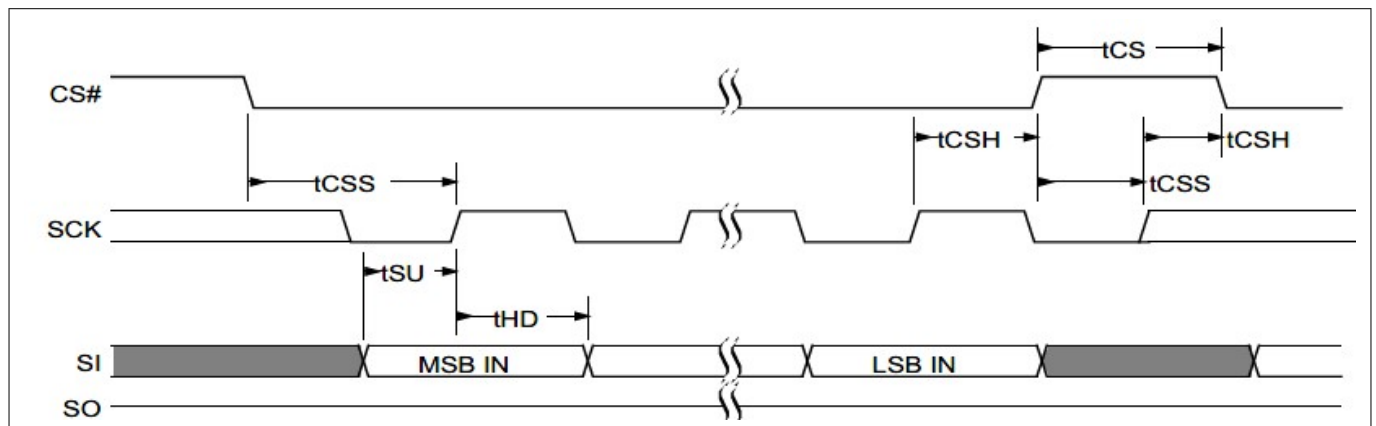 tCS
CS#
tCSH
tCSH
tCSS
tCSS
SCK
tSU
tHD
SI
MSB IN
LSB IN
SO